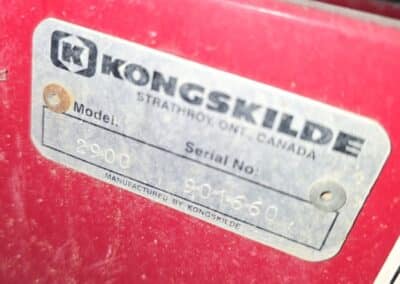 K KONGSKILDE
STRATHROY, ONT., CANADA
Model. Serial No:
2900 901660
MANUFACTURED BY KONGSKILDE